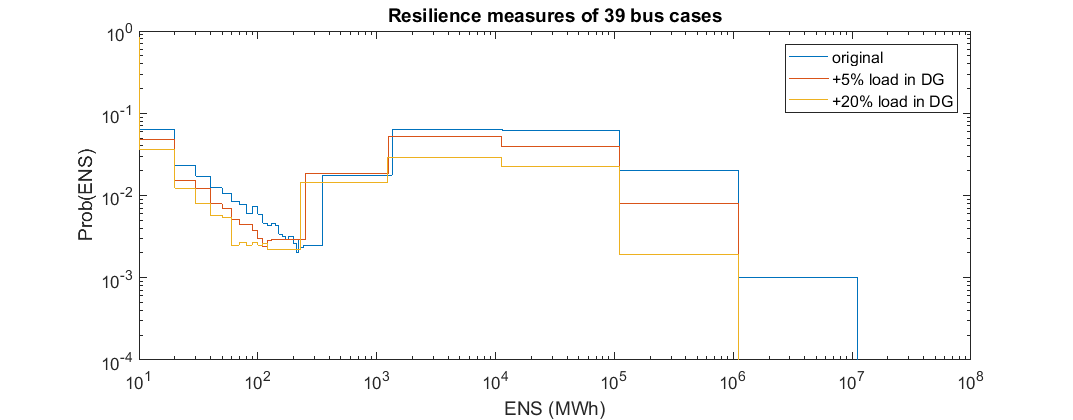 Resilience measures of 39 bus cases
original
+5% load in DG
+20% load in DG
Prob(ENS)
10^0
10^-1
10^-2
10^-3
10^-4
10^1
10^2
10^3
10^4
10^5
10^6
10^7
10^8
ENS (MWh)